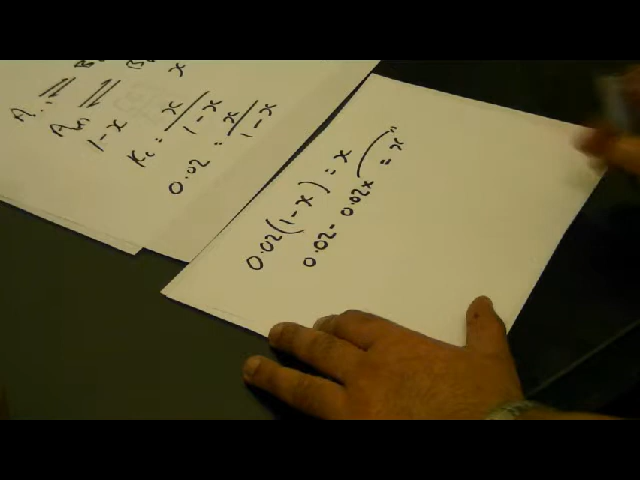 A ⇌ B
1-x x
Kc = x/(1-x)
0.02 = x/(1-x)
0.02(1-x) = x
0.02 - 0.02x = x